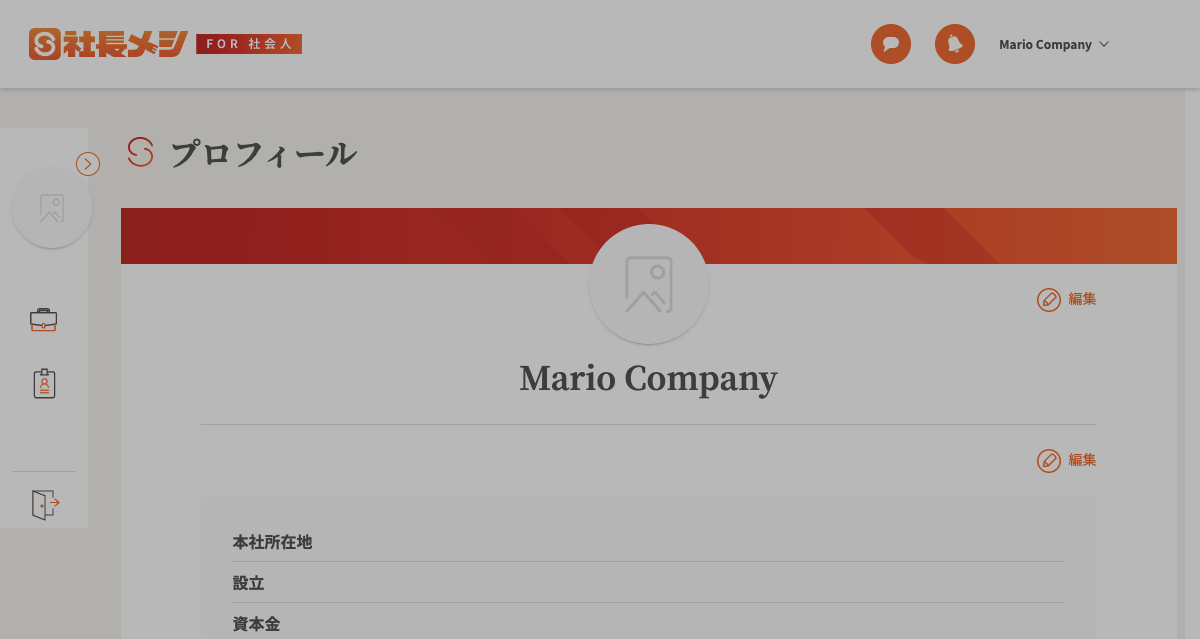 社長メシ FOR 社会人
Mario Company
プロフィール
編集
Mario Company
編集
本社所在地
設立
資本金